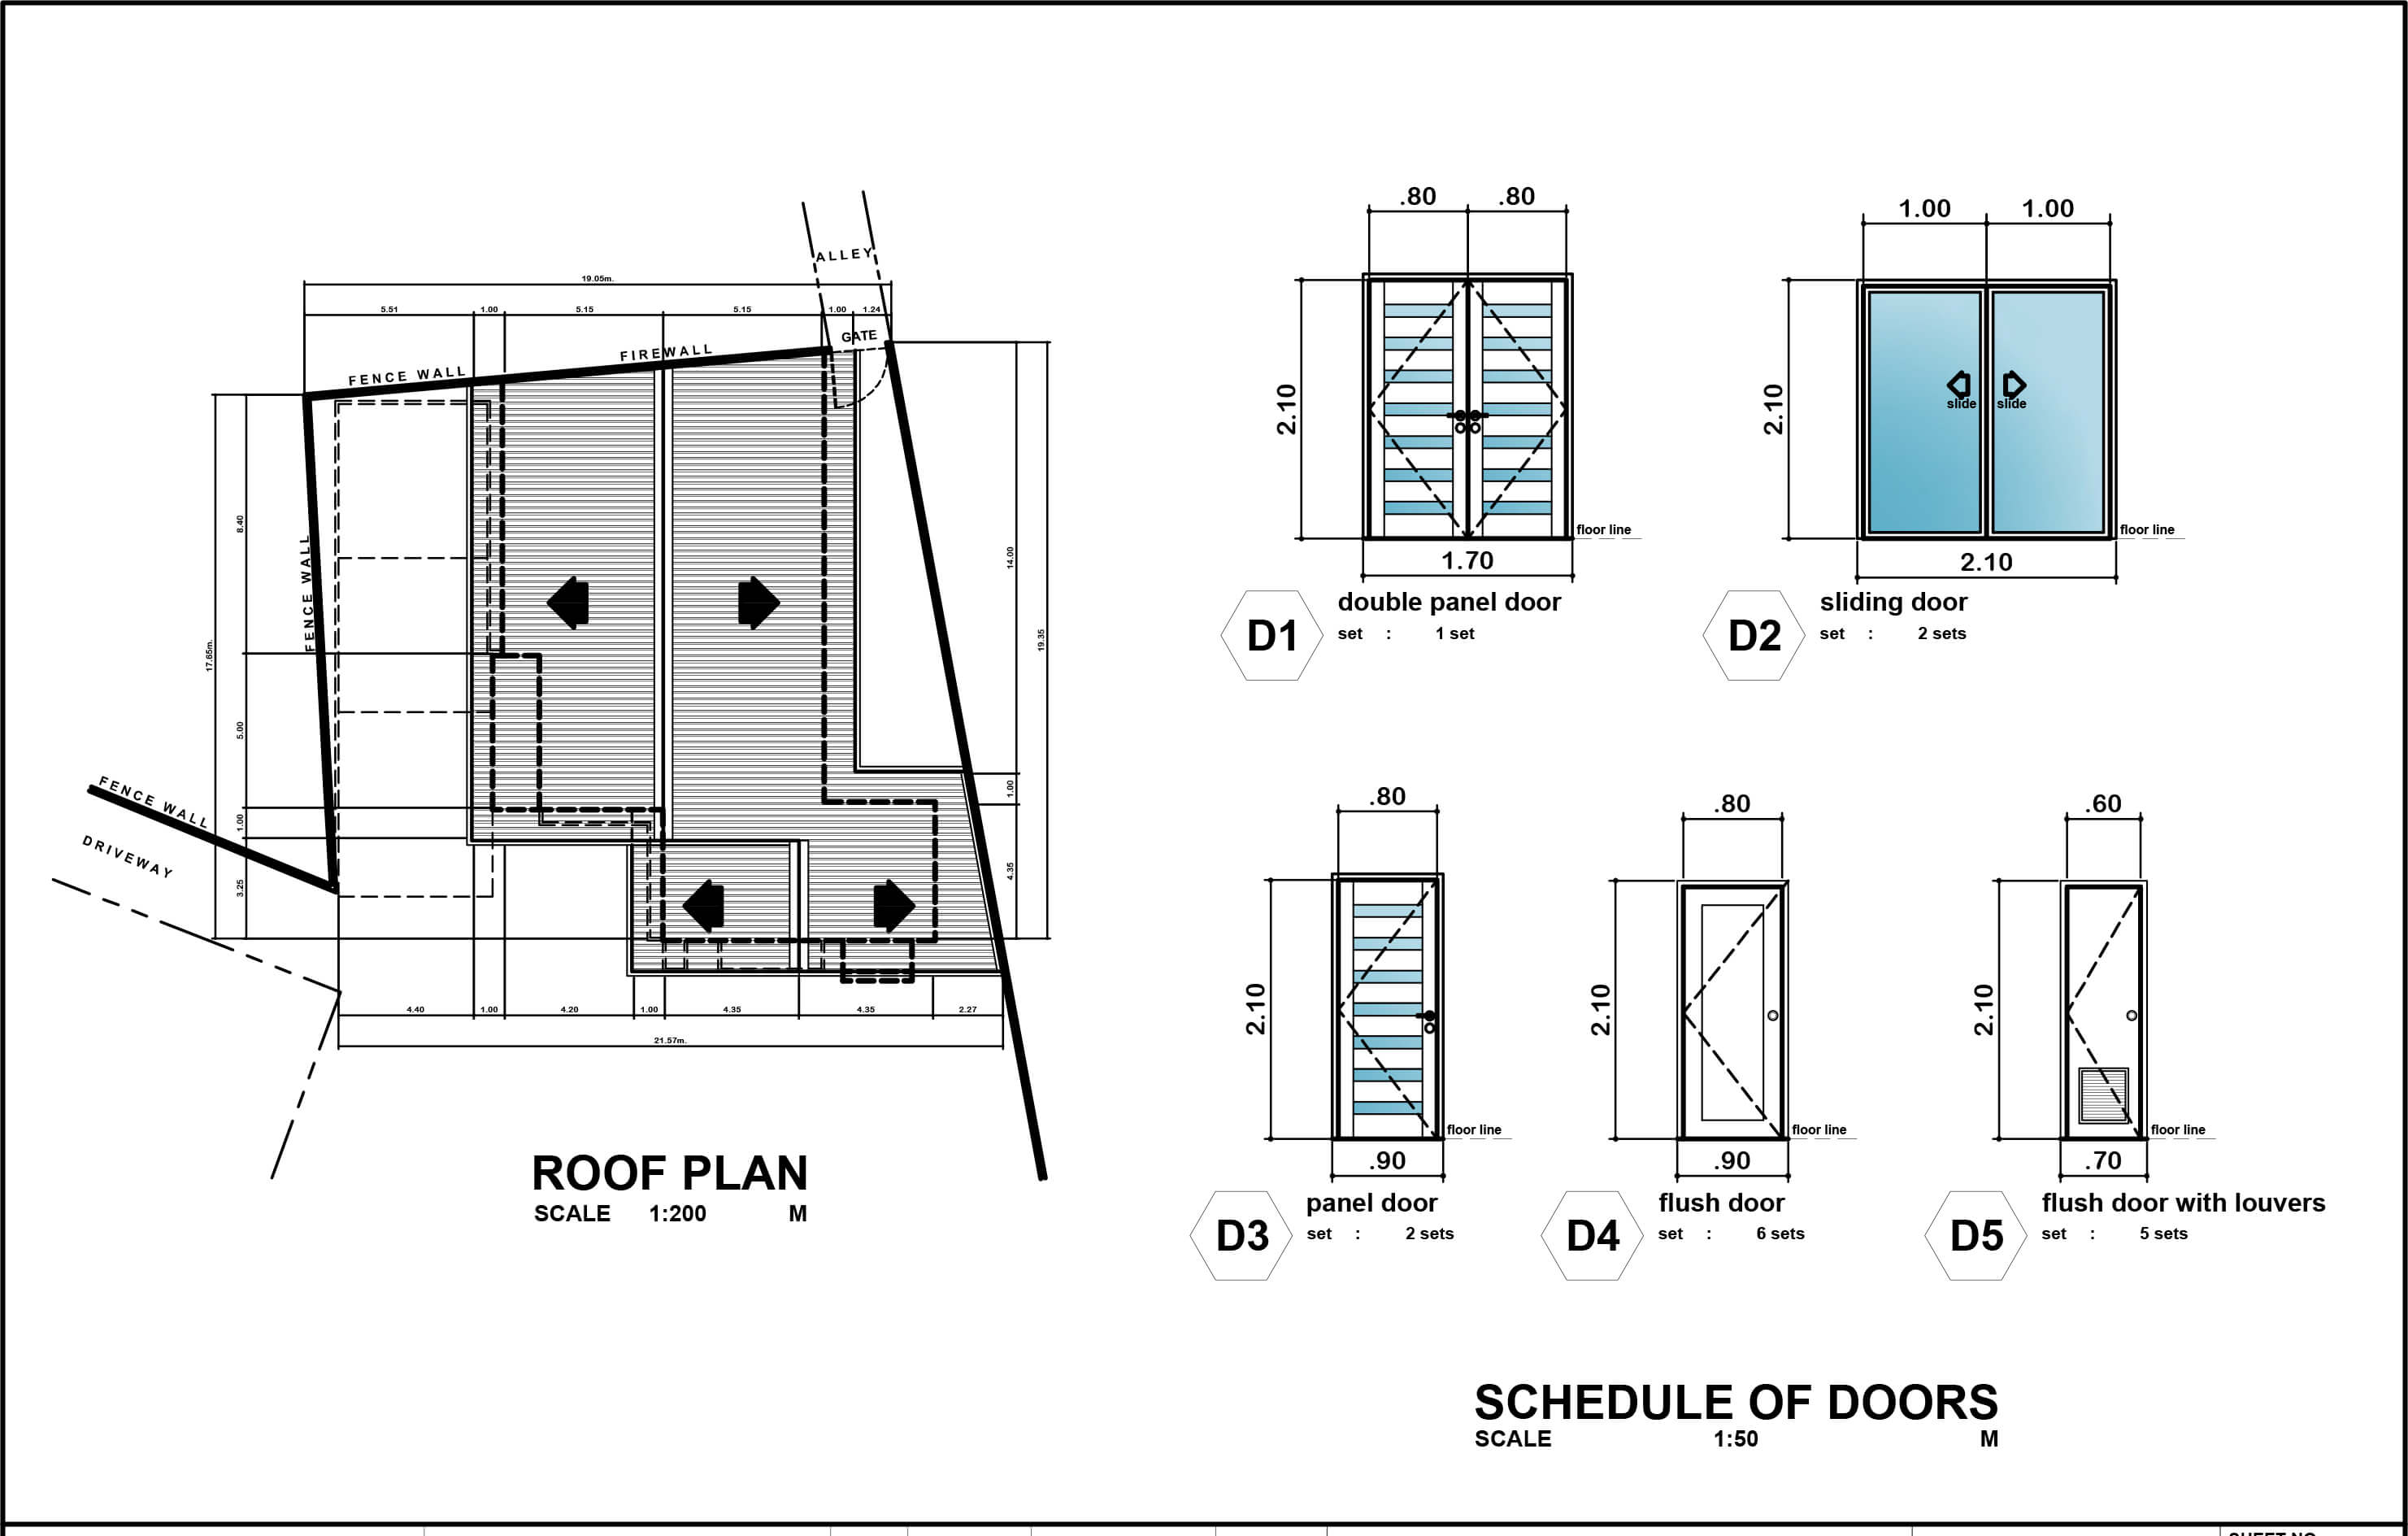 ALLEY
19.05m.
5.51 1.00 5.15 5.15 1.00 1.24
GATE
FIREWALL
FENCE WALL
8.40
FENCE WALL
14.00
17.65m.
19.35
5.00
FENCE WALL
1.00
1.00
DRIVEWAY
3.25
4.35
4.40 1.00 4.20 1.00 4.35 4.35 2.27
21.57m.
ROOF PLAN
SCALE 1:200 M
.80 .80
2.10
floor line
1.70
D1
double panel door
set : 1 set
1.00 1.00
2.10
slide slide
floor line
2.10
D2
sliding door
set : 2 sets
.80
2.10
floor line
.90
D3
panel door
set : 2 sets
.80
2.10
floor line
.90
D4
flush door
set : 6 sets
.60
2.10
floor line
.70
D5
flush door with louvers
set : 5 sets
SCHEDULE OF DOORS
SCALE 1:50 M